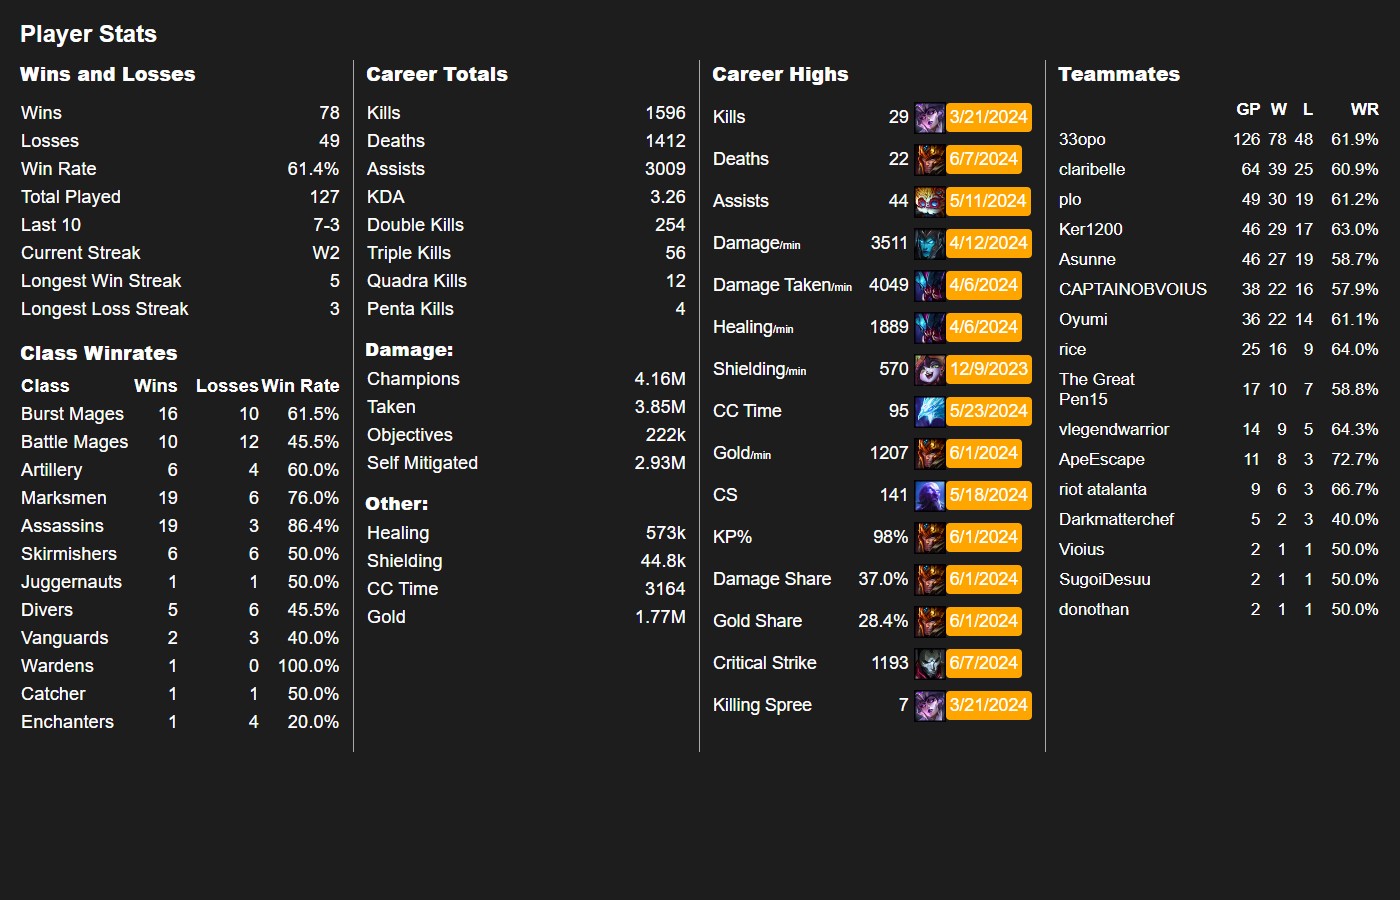 Player Stats
Wins and Losses
Wins 78
Losses 49
Win Rate 61.4%
Total Played 127
Last 10 7-3
Current Streak W2
Longest Win Streak 5
Longest Loss Streak 3
Class Winrates
Class Wins Losses Win Rate
Burst Mages 16 10 61.5%
Battle Mages 10 12 45.5%
Artillery 6 4 60.0%
Marksmen 19 6 76.0%
Assassins 19 3 86.4%
Skirmishers 6 6 50.0%
Juggernauts 1 1 50.0%
Divers 5 6 45.5%
Vanguards 2 3 40.0%
Wardens 1 0 100.0%
Catcher 1 1 50.0%
Enchanters 1 4 20.0%
Career Totals
Kills 1596
Deaths 1412
Assists 3009
KDA 3.26
Double Kills 254
Triple Kills 56
Quadra Kills 12
Penta Kills 4
Damage:
Champions 4.16M
Taken 3.85M
Objectives 222k
Self Mitigated 2.93M
Other:
Healing 573k
Shielding 44.8k
CC Time 3164
Gold 1.77M
Career Highs
Kills 29 3/21/2024
Deaths 22 6/7/2024
Assists 44 5/11/2024
Damage/min 3511 4/12/2024
Damage Taken/min 4049 4/6/2024
Healing/min 1889 4/6/2024
Shielding/min 570 12/9/2023
CC Time 95 5/23/2024
Gold/min 1207 6/1/2024
CS 141 5/18/2024
KP% 98% 6/1/2024
Damage Share 37.0% 6/1/2024
Gold Share 28.4% 6/1/2024
Critical Strike 1193 6/7/2024
Killing Spree 7 3/21/2024
Teammates
GP W L WR
33opo 126 78 48 61.9%
claribelle 64 39 25 60.9%
plo 49 30 19 61.2%
Ker1200 46 29 17 63.0%
Asunne 46 27 19 58.7%
CAPTAINOBVOIUS 38 22 16 57.9%
Oyumi 36 22 14 61.1%
rice 25 16 9 64.0%
The Great
Pen15 17 10 7 58.8%
vlegendwarrior 14 9 5 64.3%
ApeEscape 11 8 3 72.7%
riot atalanta 9 6 3 66.7%
Darkmatterchef 5 2 3 40.0%
Vioius 2 1 1 50.0%
SugoiDesuu 2 1 1 50.0%
donothan 2 1 1 50.0%